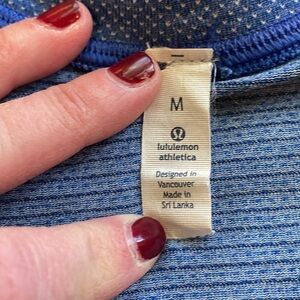 M
lululemon
athletica
Designed in
Vancouver
Made in
Sri Lanka